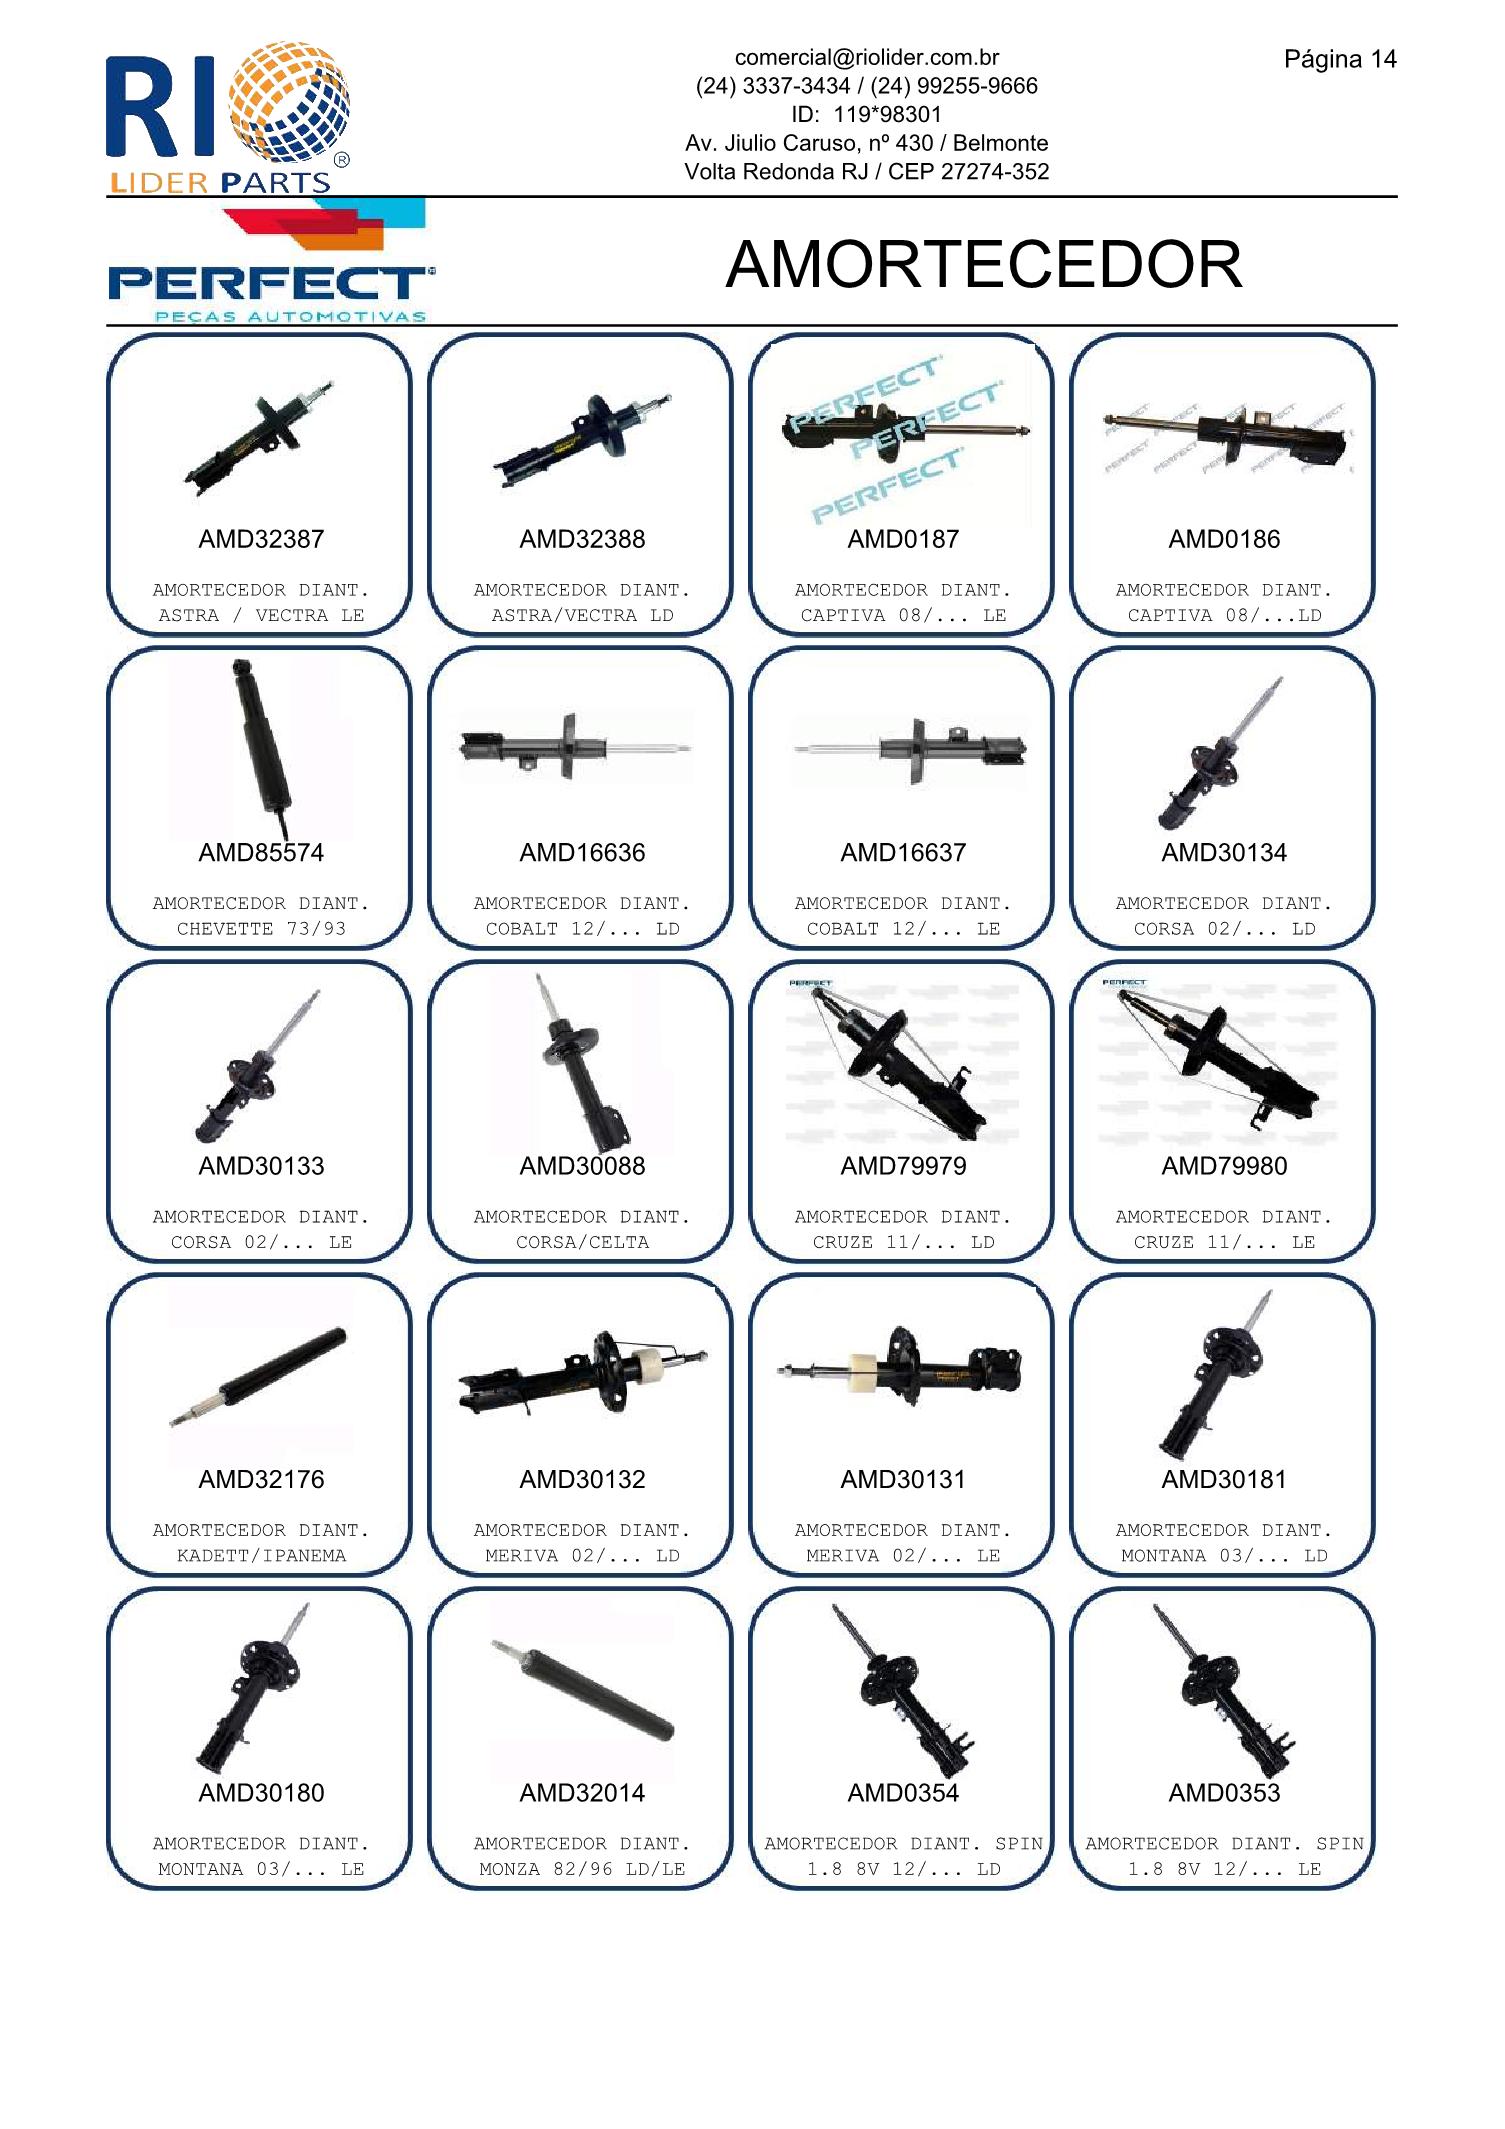 RIO
LIDER PARTS ®
comercial@riolider.com.br
(24) 3337-3434 / (24) 99255-9666
ID: 119*98301
Av. Jiulio Caruso, nº 430 / Belmonte
Volta Redonda RJ / CEP 27274-352
Página 14
PERFECT
PEÇAS AUTOMOTIVAS
AMORTECEDOR
PERFECT
PERFECT
PERFECT
AMD32387
AMORTECEDOR DIANT.
ASTRA / VECTRA LE
AMD32388
AMORTECEDOR DIANT.
ASTRA/VECTRA LD
AMD0187
AMORTECEDOR DIANT.
CAPTIVA 08/... LE
AMD0186
AMORTECEDOR DIANT.
CAPTIVA 08/...LD
AMD85574
AMORTECEDOR DIANT.
CHEVETTE 73/93
AMD16636
AMORTECEDOR DIANT.
COBALT 12/... LD
AMD16637
AMORTECEDOR DIANT.
COBALT 12/... LE
AMD30134
AMORTECEDOR DIANT.
CORSA 02/... LD
AMD30133
AMORTECEDOR DIANT.
CORSA 02/... LE
AMD30088
AMORTECEDOR DIANT.
CORSA/CELTA
PERFECT
AMD79979
AMORTECEDOR DIANT.
CRUZE 11/... LD
PERFECT
AMD79980
AMORTECEDOR DIANT.
CRUZE 11/... LE
AMD32176
AMORTECEDOR DIANT.
KADETT/IPANEMA
AMD30132
AMORTECEDOR DIANT.
MERIVA 02/... LD
AMD30131
AMORTECEDOR DIANT.
MERIVA 02/... LE
AMD30181
AMORTECEDOR DIANT.
MONTANA 03/... LD
AMD30180
AMORTECEDOR DIANT.
MONTANA 03/... LE
AMD32014
AMORTECEDOR DIANT.
MONZA 82/96 LD/LE
AMD0354
AMORTECEDOR DIANT. SPIN
1.8 8V 12/... LD
AMD0353
AMORTECEDOR DIANT. SPIN
1.8 8V 12/... LE